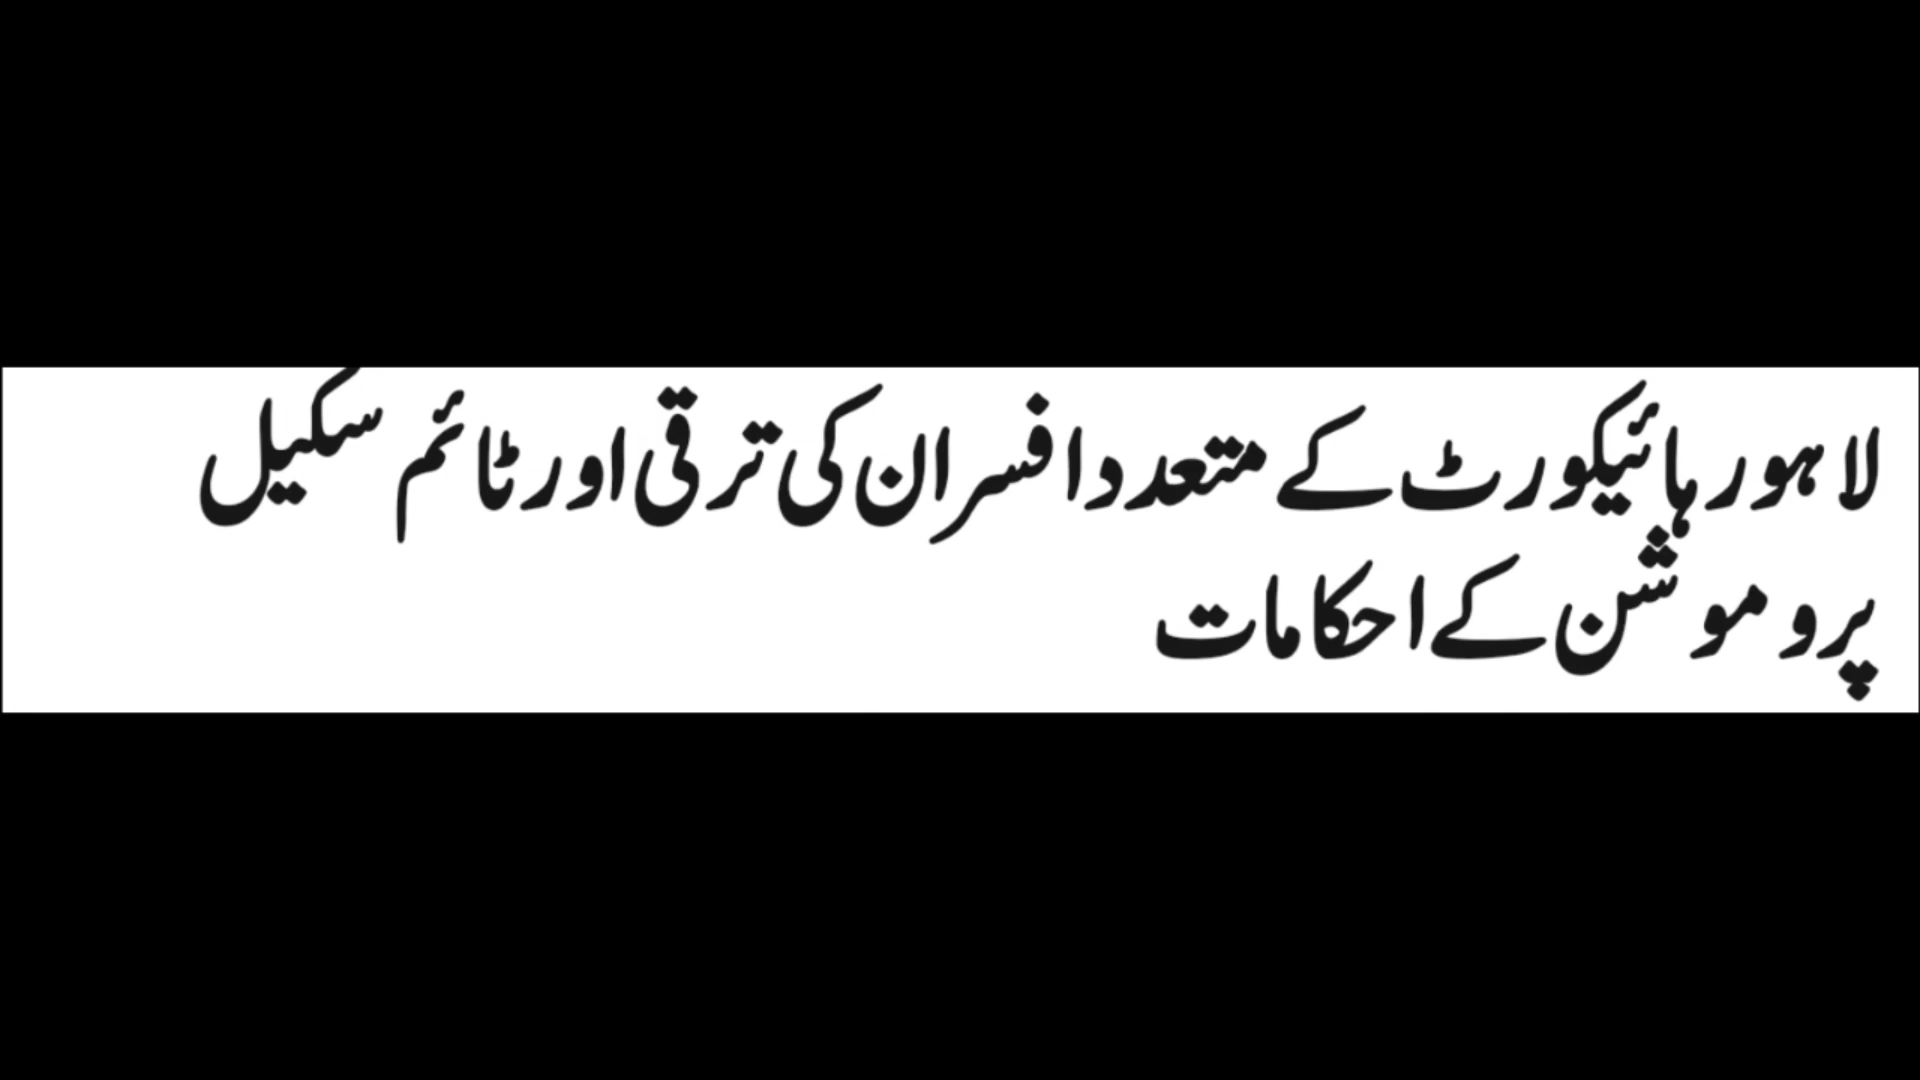 لاہور ہائیکورٹ کے متعدد افسران کی ترقی اور ٹائم سکیل
پروموشن کے احکامات